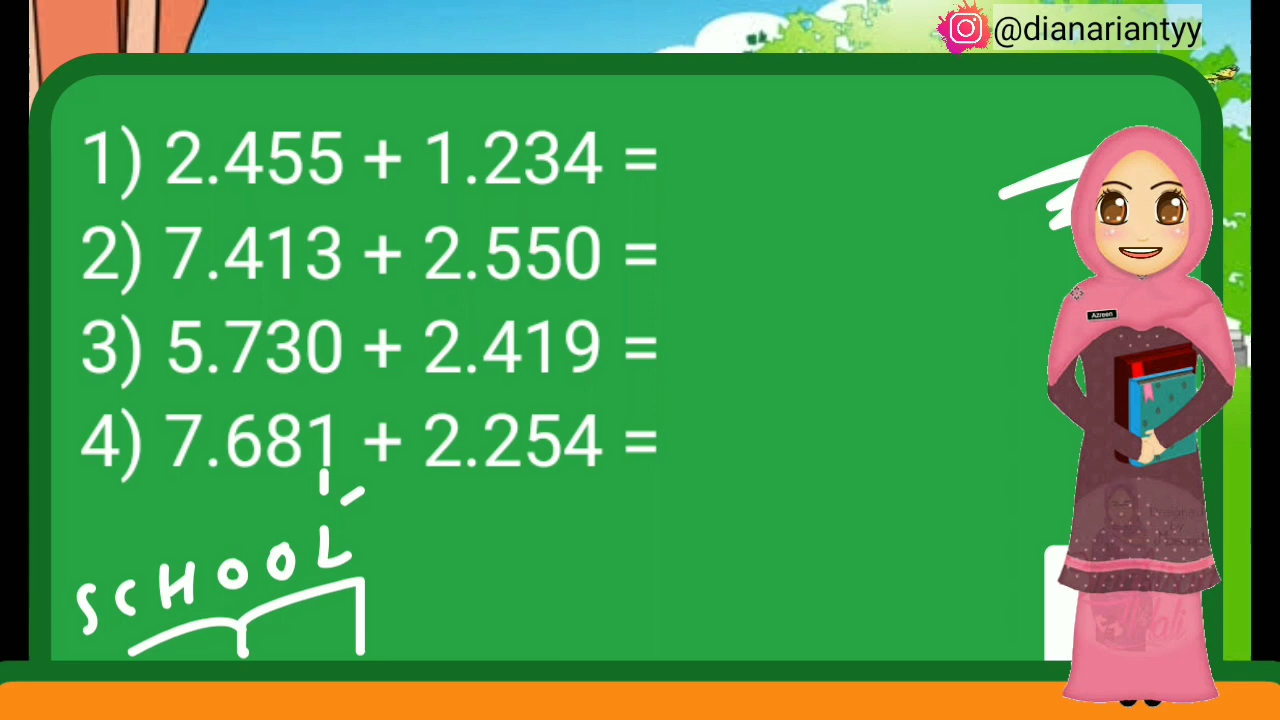 @dianariantyy
1) 2.455 + 1.234 =
2) 7.413 + 2.550 =
3) 5.730 + 2.419 =
4) 7.681 + 2.254 =
SCHOOL
Azreen